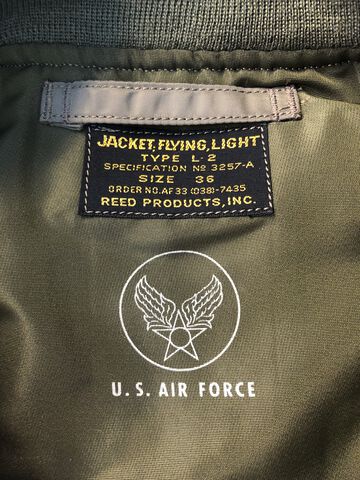 JACKET, FLYING, LIGHT
TYPE L-2
SPECIFICATION Nº 3257-A
SIZE 36
ORDER NO. AF 33 (038)-7435
REED PRODUCTS, INC.
U. S. AIR FORCE